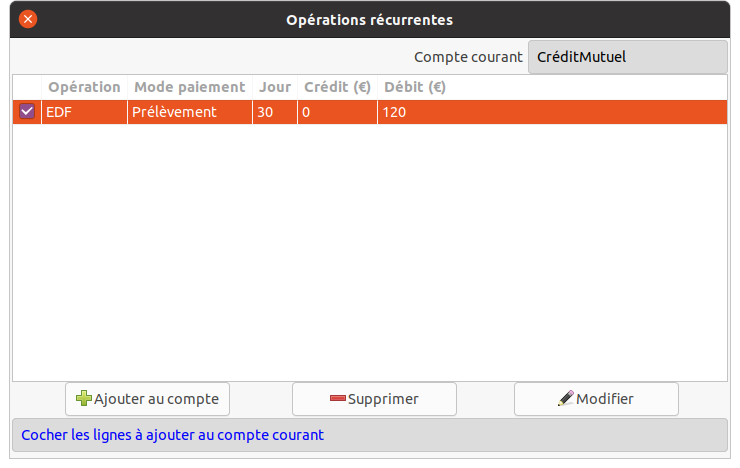 Opérations récurrentes
Compte courant CréditMutuel
Opération Mode paiement Jour Crédit (€) Débit (€)
EDF Prélèvement 30 0 120
Ajouter au compte Supprimer Modifier
Cocher les lignes à ajouter au compte courant